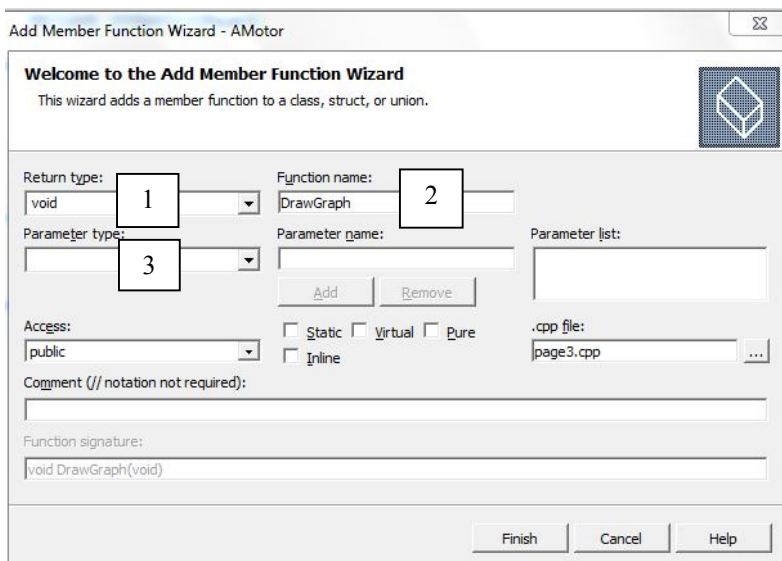 Add Member Function Wizard - AMotor
Welcome to the Add Member Function Wizard
This wizard adds a member function to a class, struct, or union.
Return type:
Function name:
void
1
DrawGraph
2
Parameter type:
Parameter name:
Parameter list:
3
Add
Remove
Access:
Static
Virtual
Pure
.cpp file:
public
Inline
page3.cpp
...
Comment (// notation not required):
Function signature:
void DrawGraph(void)
Finish
Cancel
Help